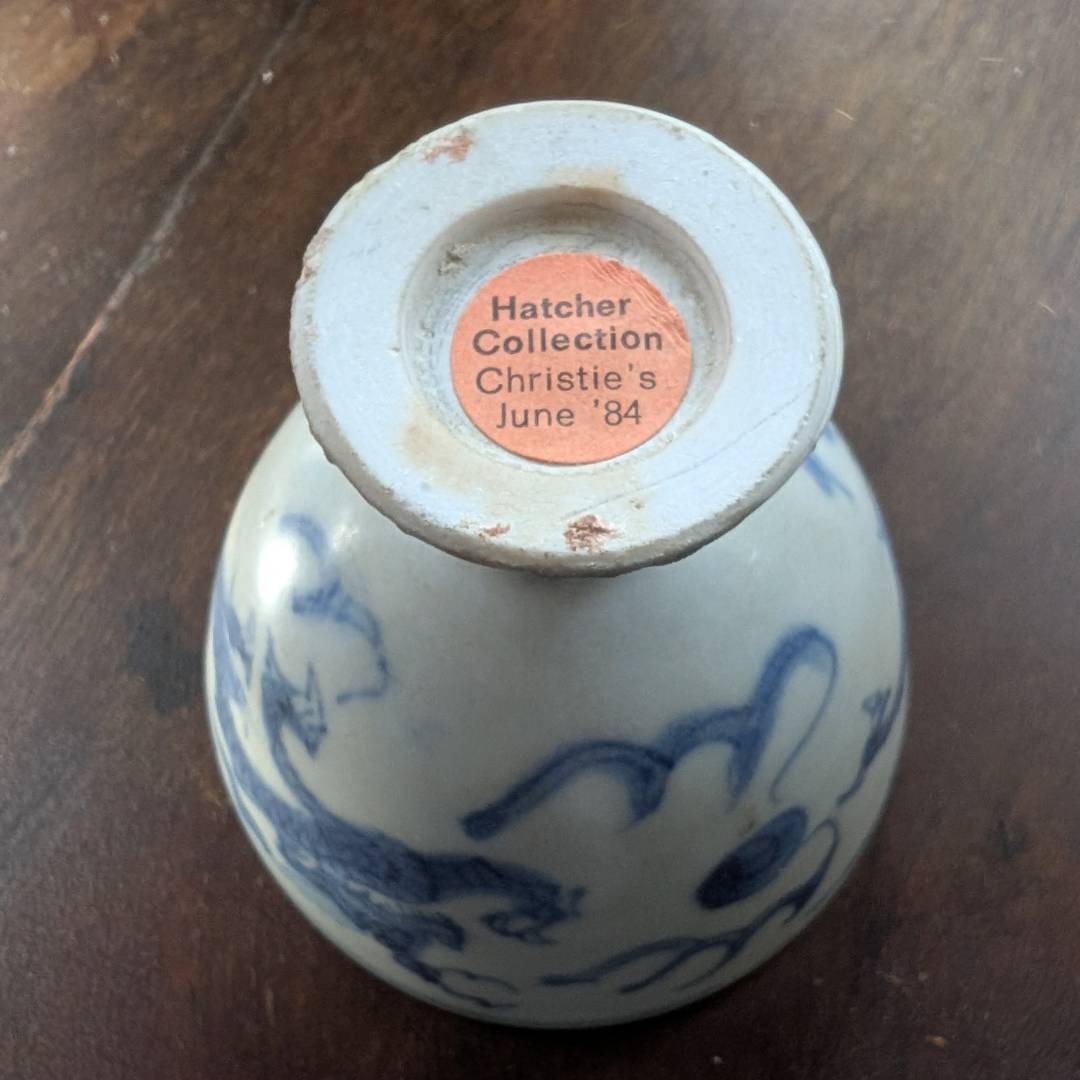 Hatcher
Collection
Christie's
June '84